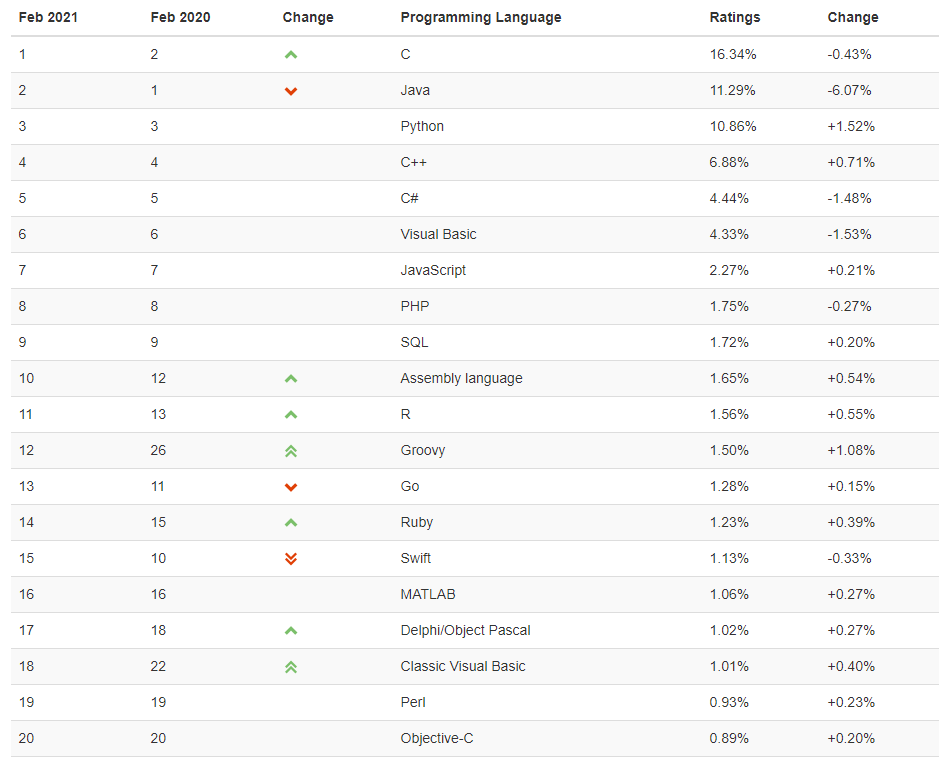 Feb 2021 Feb 2020 Change Programming Language Ratings Change
1 2 C 16.34% -0.43%
2 1 Java 11.29% -6.07%
3 3 Python 10.86% +1.52%
4 4 C++ 6.88% +0.71%
5 5 C# 4.44% -1.48%
6 6 Visual Basic 4.33% -1.53%
7 7 JavaScript 2.27% +0.21%
8 8 PHP 1.75% -0.27%
9 9 SQL 1.72% +0.20%
10 12 Assembly language 1.65% +0.54%
11 13 R 1.56% +0.55%
12 26 Groovy 1.50% +1.08%
13 11 Go 1.28% +0.15%
14 15 Ruby 1.23% +0.39%
15 10 Swift 1.13% -0.33%
16 16 MATLAB 1.06% +0.27%
17 18 Delphi/Object Pascal 1.02% +0.27%
18 22 Classic Visual Basic 1.01% +0.40%
19 19 Perl 0.93% +0.23%
20 20 Objective-C 0.89% +0.20%